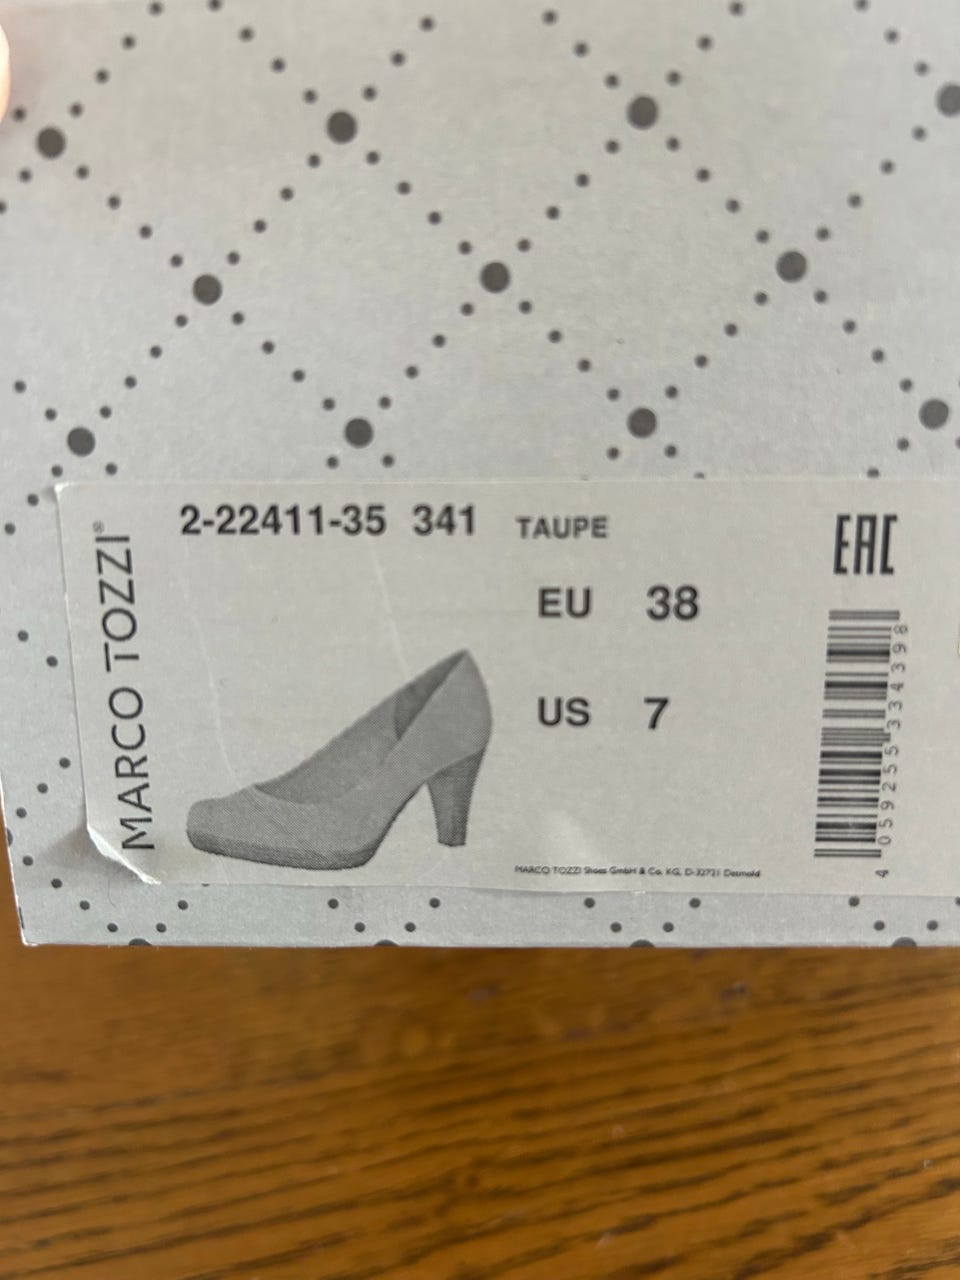 MARCO TOZZI®
2-22411-35 341 TAUPE
EU 38
US 7
MARCO TOZZI Shoes GmbH & Co. KG, D-32721 Detmold
EAC
4 059255 334398